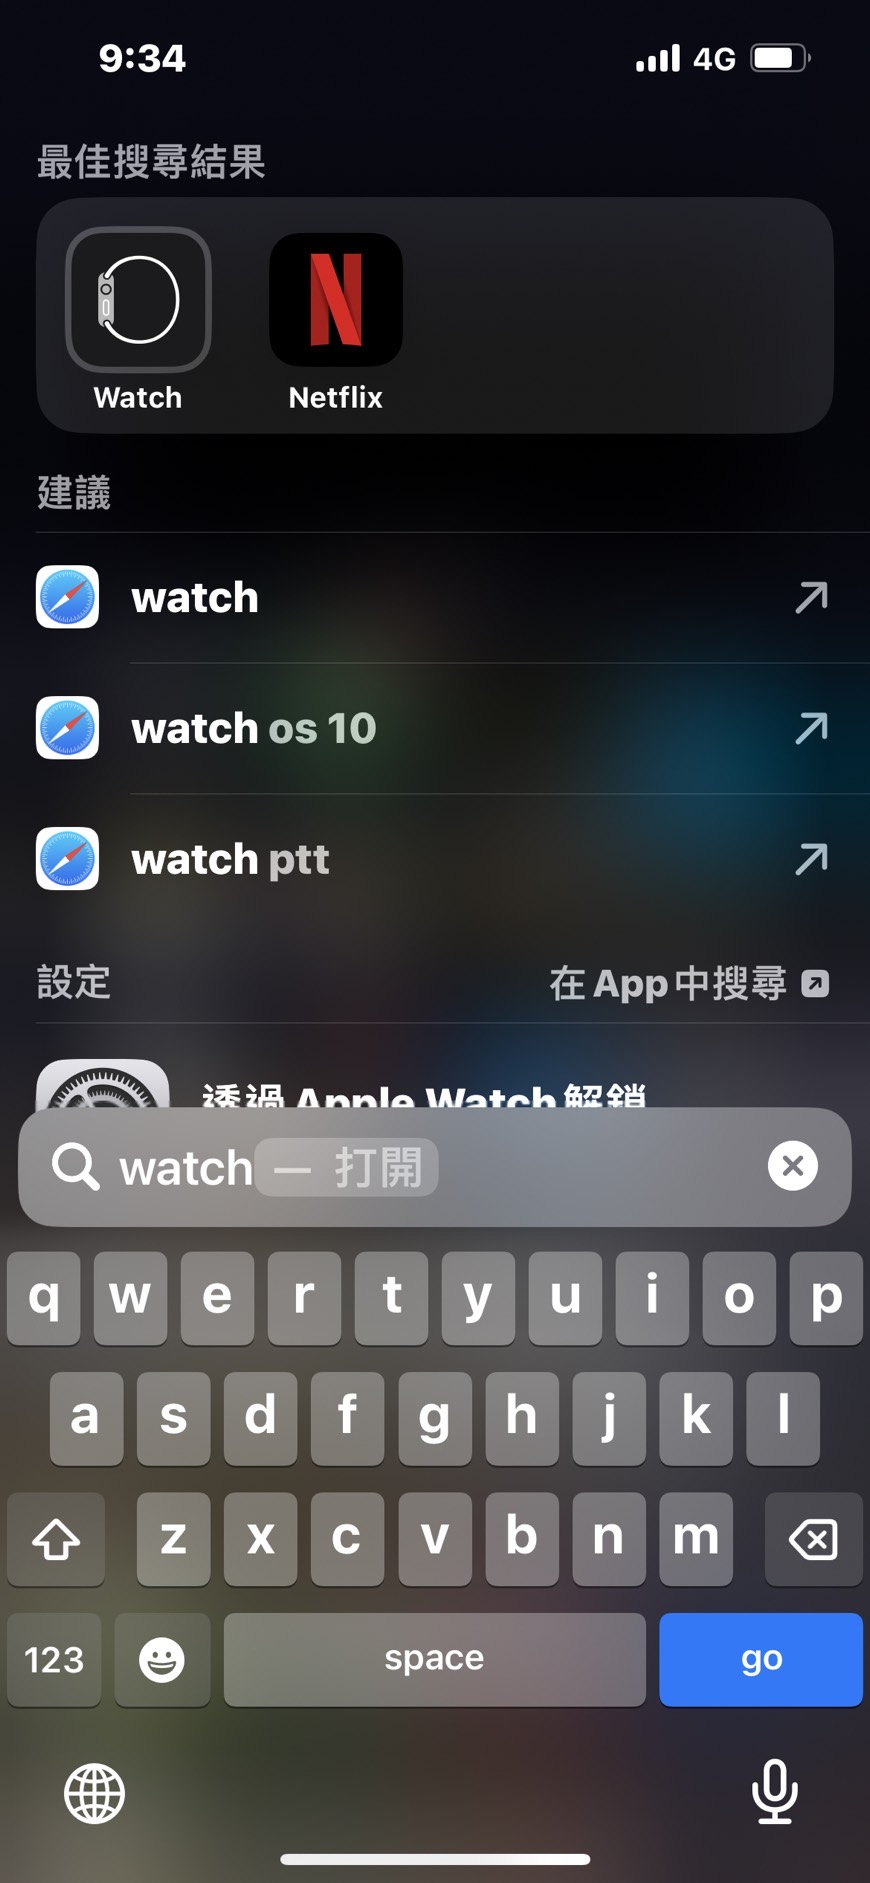 9:34
4G
最佳搜尋結果
Watch
Netflix
建議
watch
watch os 10
watch ptt
設定
在 App 中搜尋
透過 Apple Watch 解鎖
watch — 打開
q w e r t y u i o p
a s d f g h j k l
z x c v b n m
123
space
go